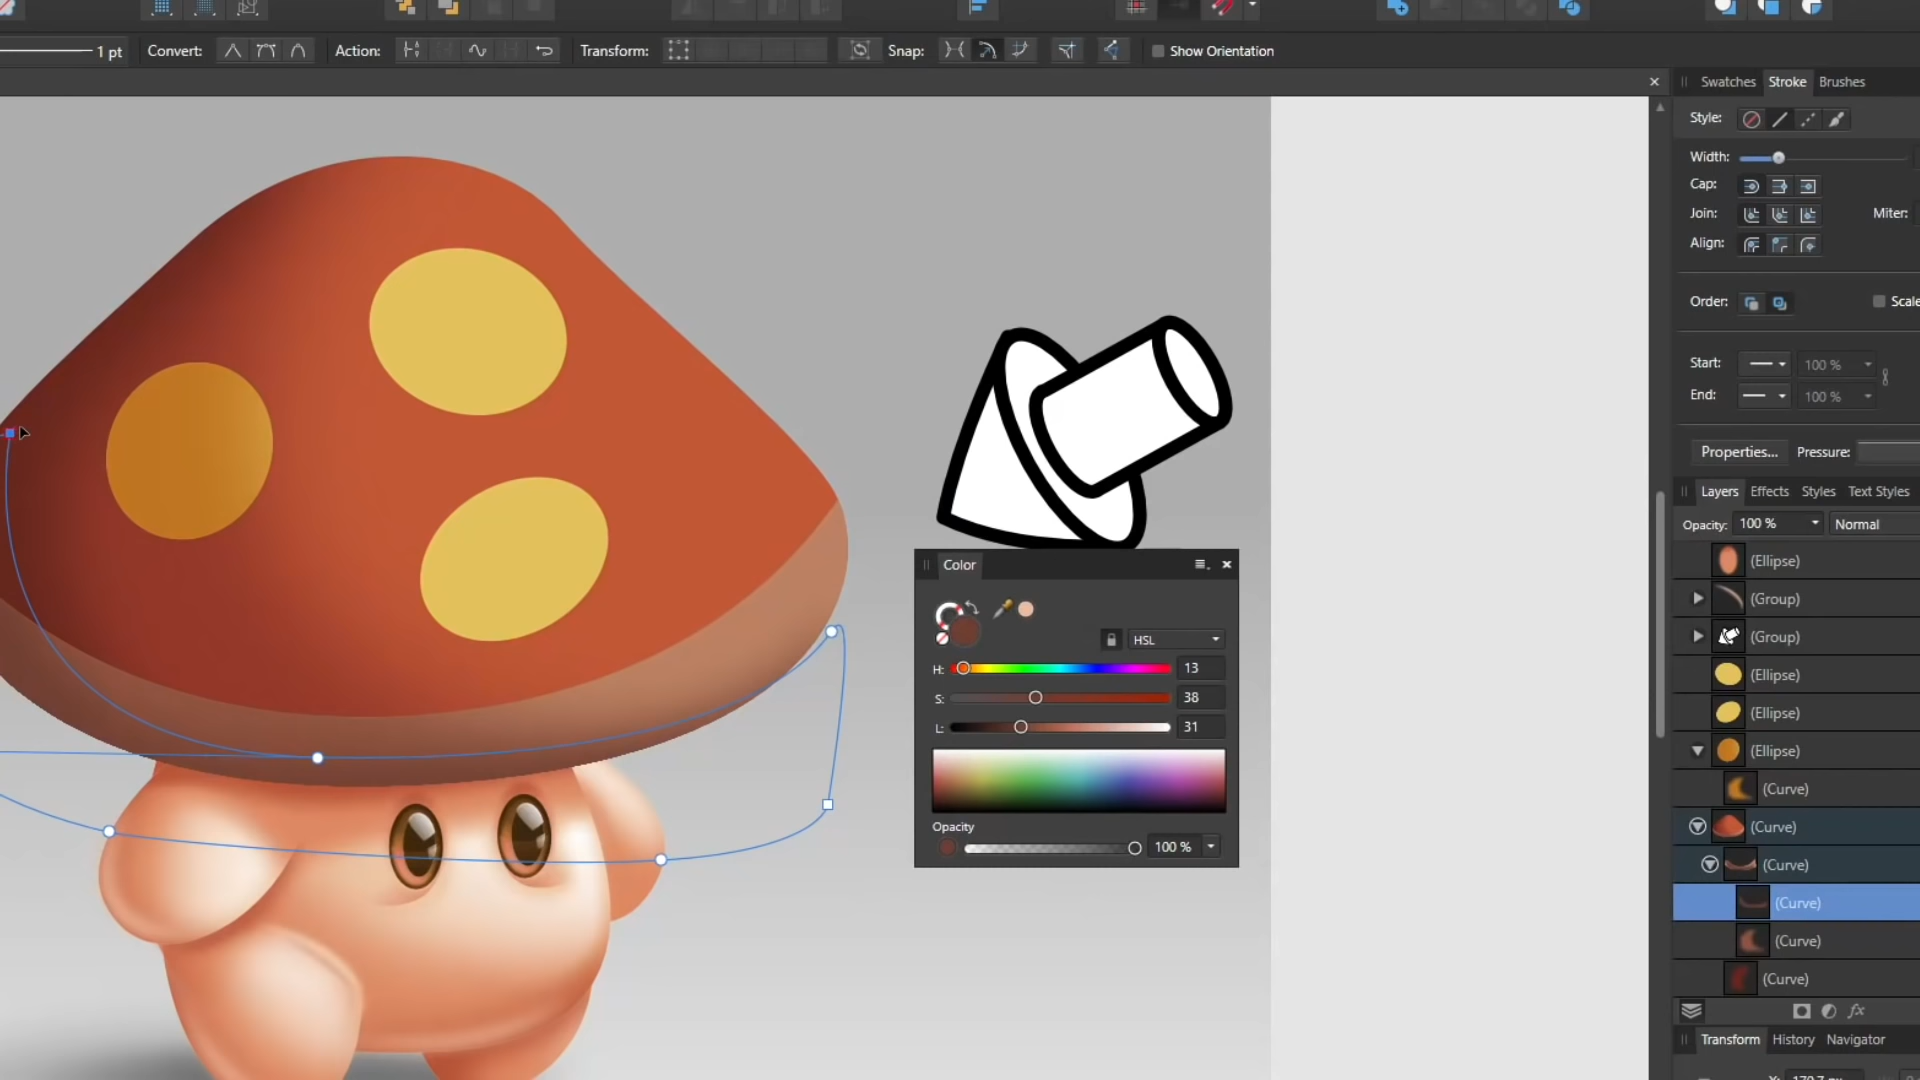 1 pt Convert: Action: Transform: Snap: Show Orientation
Swatches Stroke Brushes
Style:
Width:
Cap:
Join: Miter:
Align:
Order: Scale
Start: 100 %
End: 100 %
Properties... Pressure:
Layers Effects Styles Text Styles
Opacity: 100 % Normal
(Ellipse)
(Group)
(Group)
(Ellipse)
(Ellipse)
(Ellipse)
(Curve)
(Curve)
(Curve)
(Curve)
(Curve)
(Curve)
fx
Transform History Navigator
Color
HSL
H: 13
S: 38
L: 31
Opacity
100 %